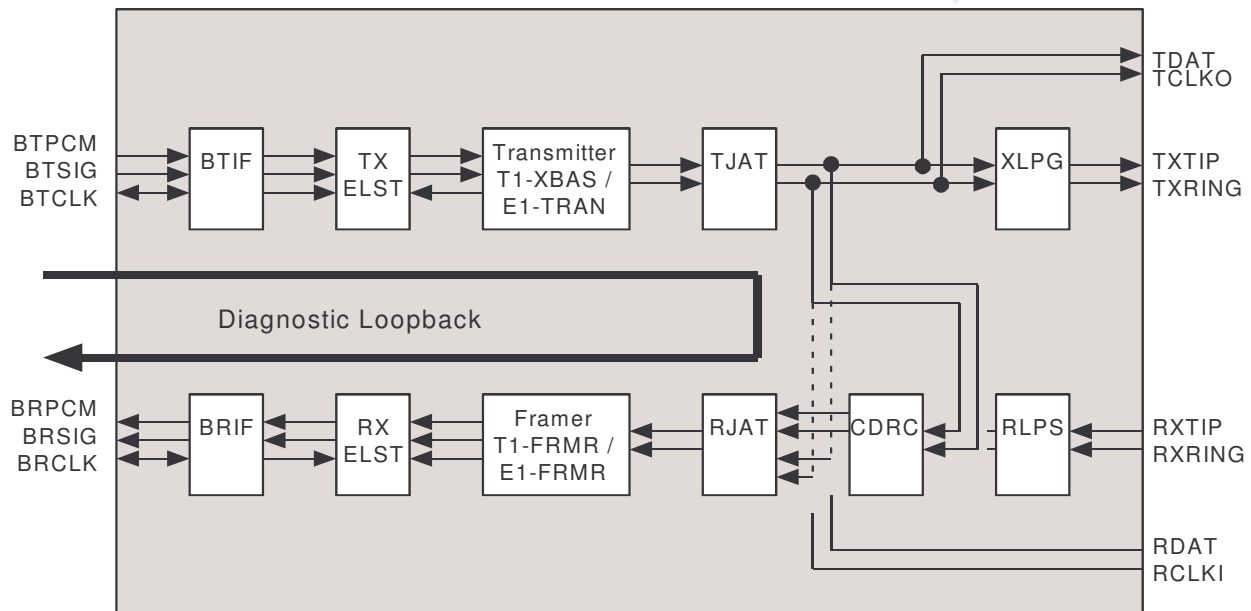 TDAT
TCLKO
BTPCM
BTSIG
BTCLK
BTIF
TX
ELST
Transmitter
T1-XBAS /
E1-TRAN
TJAT
XLPG
TXTIP
TXRING
Diagnostic Loopback
BRPCM
BRSIG
BRCLK
BRIF
RX
ELST
Framer
T1-FRMR /
E1-FRMR
RJAT
CDRC
RLPS
RXTIP
RXRING
RDAT
RCLKI